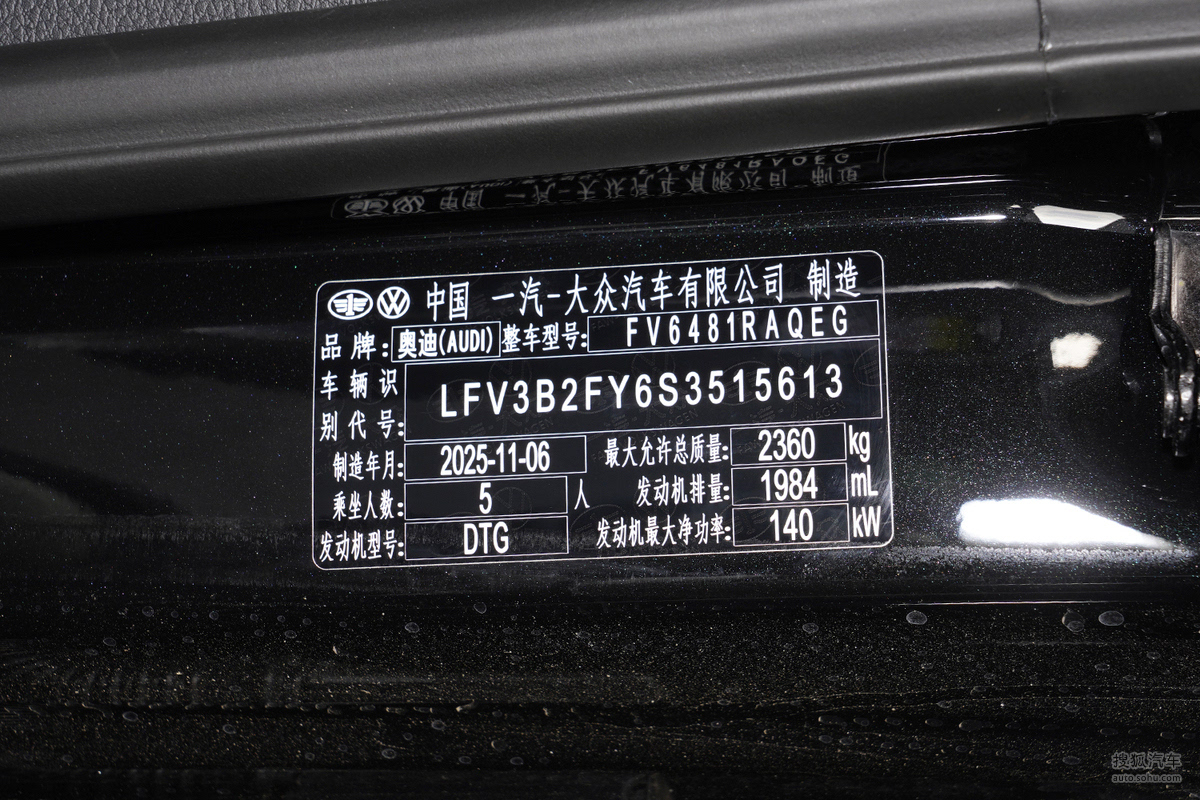 中国 一汽-大众汽车有限公司 制造
品牌: 奥迪(AUDI) 整车型号: FV6481RAQEG
车辆识别代号: LFV3B2FY6S3515613
制造年月: 2025-11-06 最大允许总质量: 2360 kg
乘坐人数: 5 人 发动机排量: 1984 mL
发动机型号: DTG 发动机最大净功率: 140 kW
搜狐汽车
auto.sohu.com